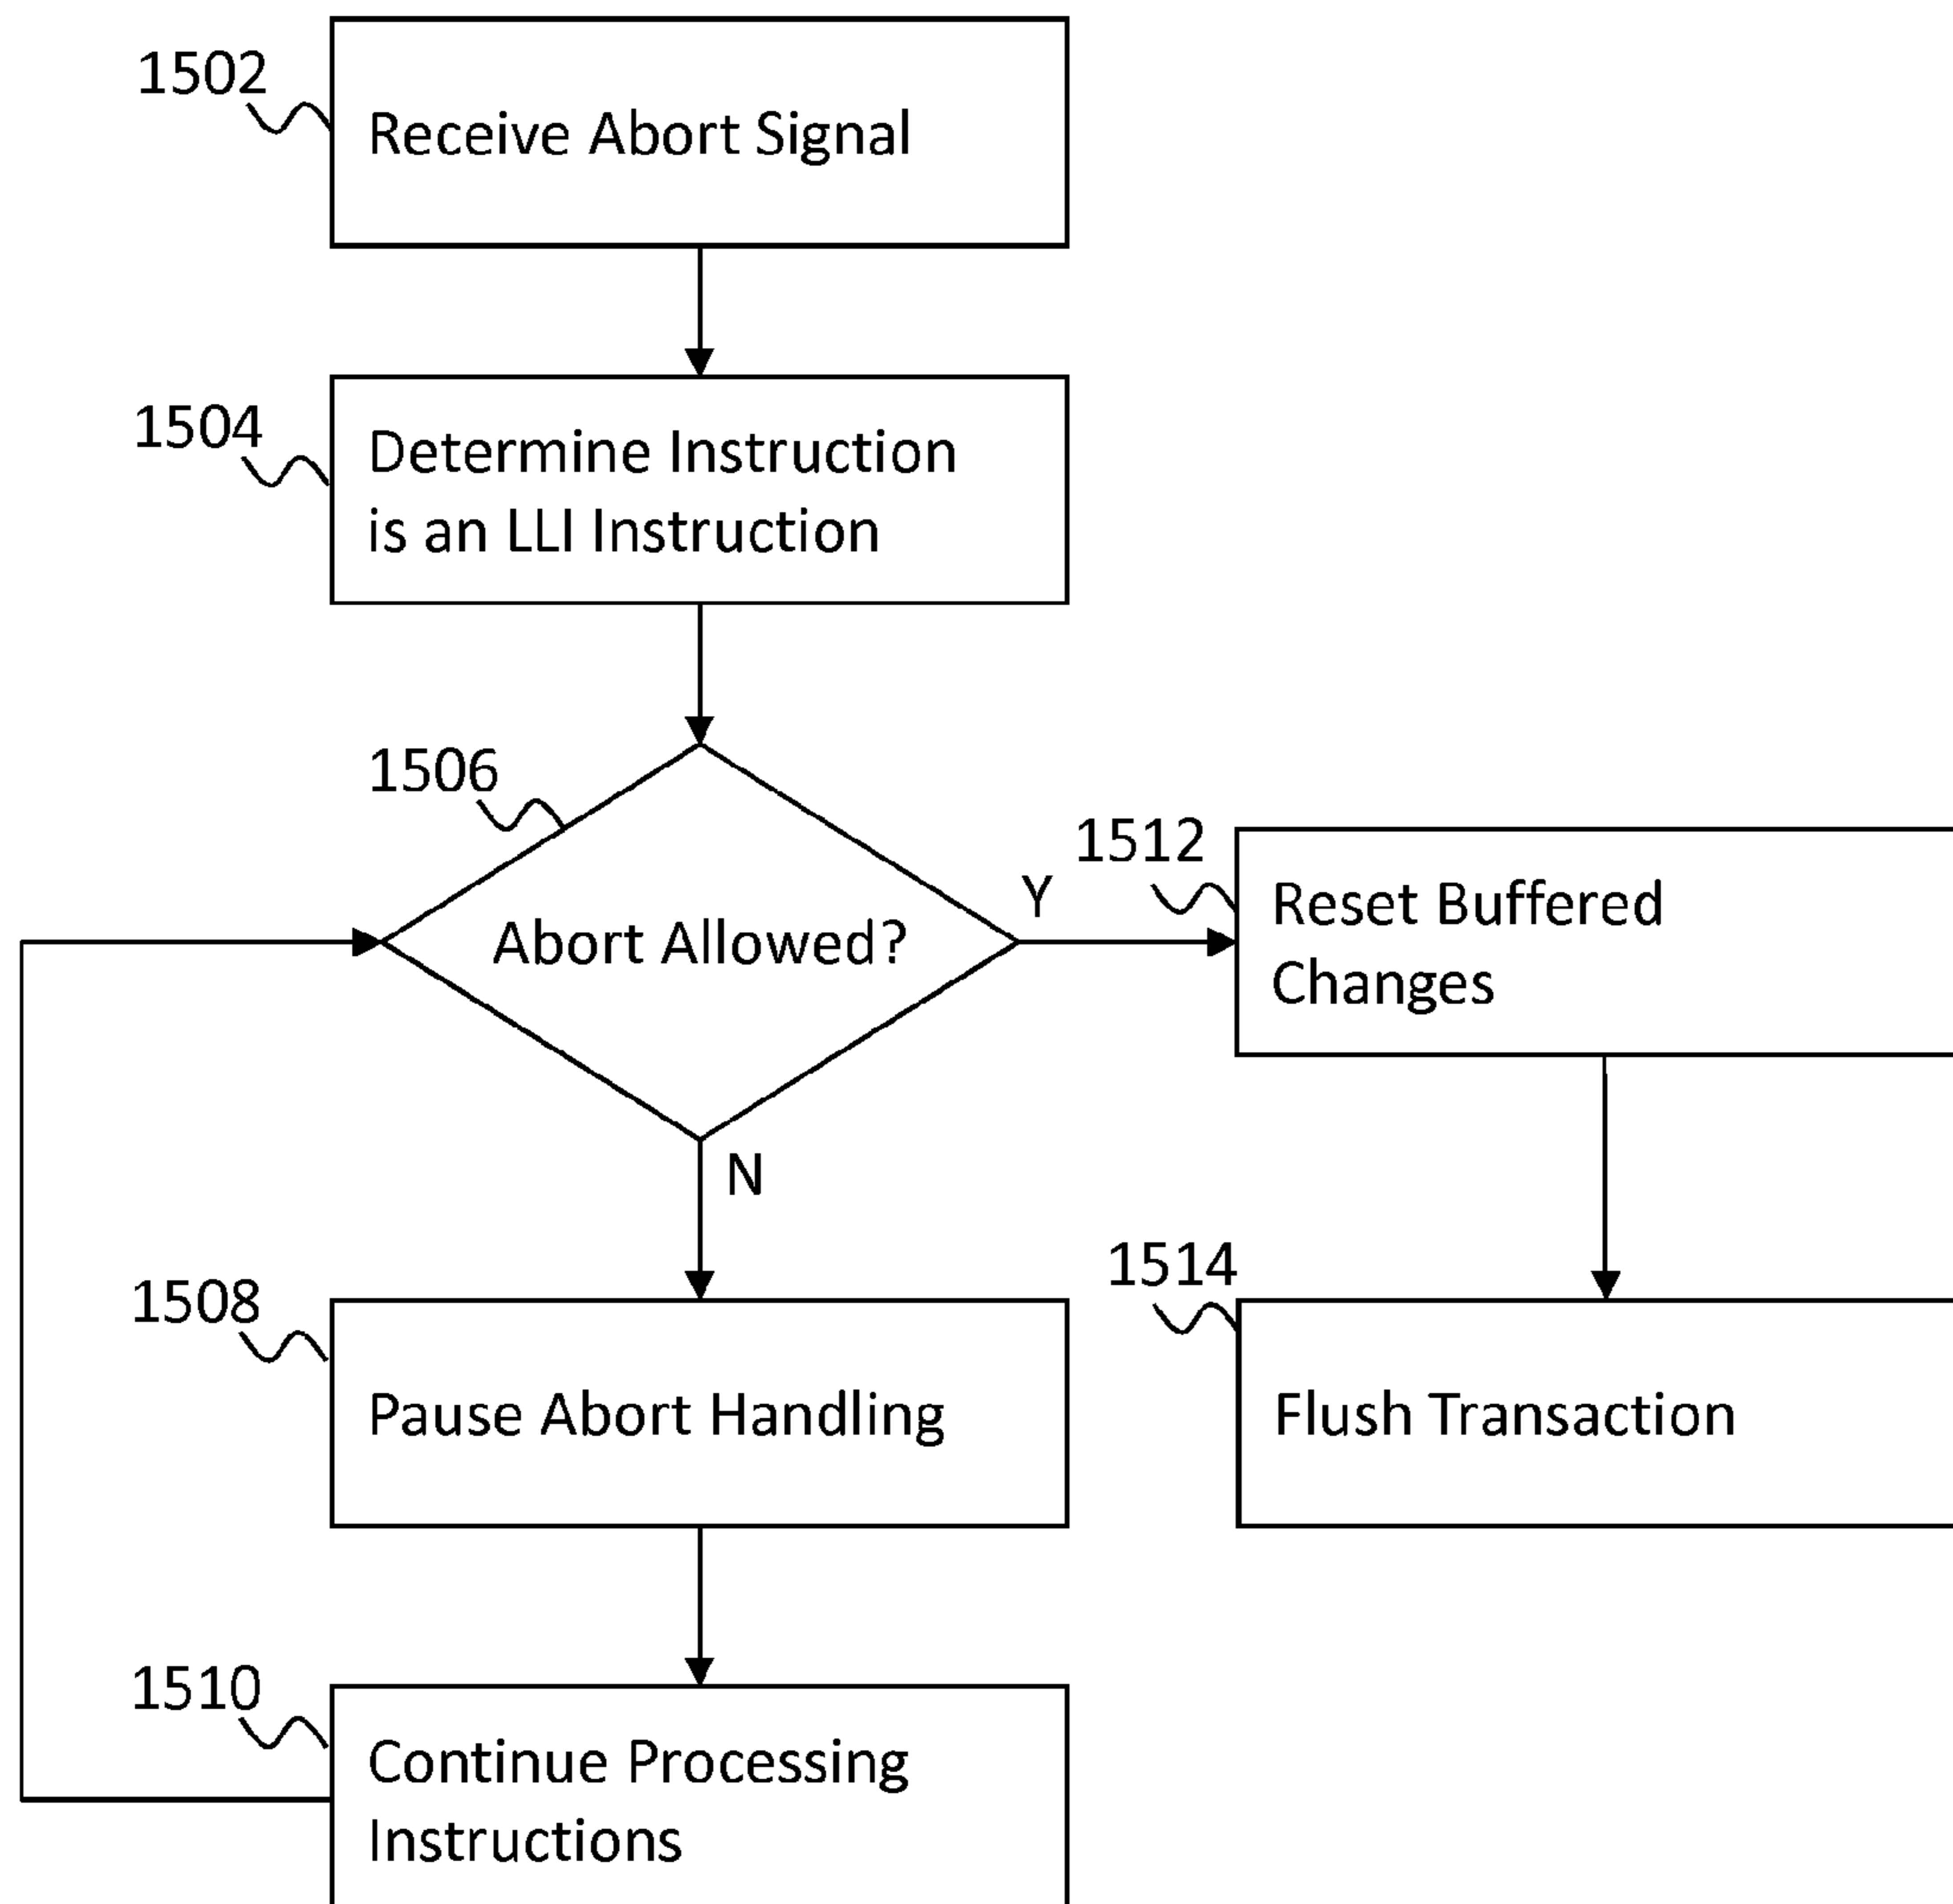 1502
Receive Abort Signal
1504
Determine Instruction
is an LLI Instruction
1506
Abort Allowed?
Y
1512
Reset Buffered
Changes
N
1508
Pause Abort Handling
1514
Flush Transaction
1510
Continue Processing
Instructions